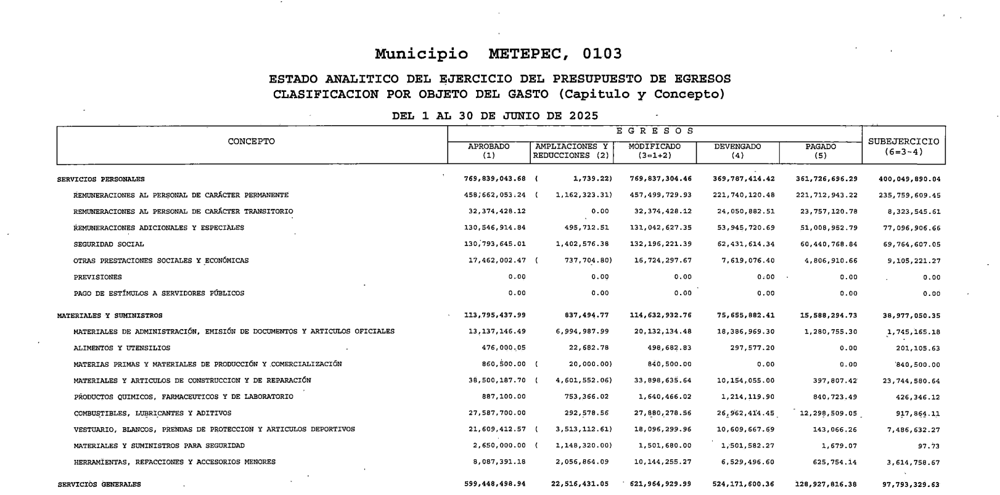 Municipio METEPEC, 0103
ESTADO ANALITICO DEL EJERCICIO DEL PRESUPUESTO DE EGRESOS
CLASIFICACION POR OBJETO DEL GASTO (Capitulo y Concepto)
DEL 1 AL 30 DE JUNIO DE 2025
CONCEPTO E G R E S O S SUBEJERCICIO (6=3-4)
APROBADO (1) AMPLIACIONES Y REDUCCIONES (2) MODIFICADO (3=1+2) DEVENGADO (4) PAGADO (5)
SERVICIOS PERSONALES 769,839,043.68 ( 1,739.22) 769,837,304.46 369,787,414.42 361,726,696.29 400,049,890.04
REMUNERACIONES AL PERSONAL DE CARÁCTER PERMANENTE 458,662,053.24 ( 1,162,323.31) 457,499,729.93 221,740,120.48 221,712,943.22 235,759,609.45
REMUNERACIONES AL PERSONAL DE CARÁCTER TRANSITORIO 32,374,428.12 0.00 32,374,428.12 24,050,882.51 23,757,120.78 8,323,545.61
REMUNERACIONES ADICIONALES Y ESPECIALES 130,546,914.84 495,712.51 131,042,627.35 53,945,720.69 51,008,952.79 77,096,906.66
SEGURIDAD SOCIAL 130,793,645.01 1,402,576.38 132,196,221.39 62,431,614.34 60,440,768.84 69,764,607.05
OTRAS PRESTACIONES SOCIALES Y ECONÓMICAS 17,462,002.47 ( 737,704.80) 16,724,297.67 7,619,076.40 4,806,910.66 9,105,221.27
PREVISIONES 0.00 0.00 0.00 0.00 0.00 0.00
PAGO DE ESTÍMULOS A SERVIDORES PÚBLICOS 0.00 0.00 0.00 0.00 0.00 0.00
MATERIALES Y SUMINISTROS 113,795,437.99 837,494.77 114,632,932.76 75,655,882.41 15,588,294.73 38,977,050.35
MATERIALES DE ADMINISTRACIÓN, EMISIÓN DE DOCUMENTOS Y ARTICULOS OFICIALES 13,137,146.49 6,994,987.99 20,132,134.48 18,386,969.30 1,280,755.30 1,745,165.18
ALIMENTOS Y UTENSILIOS 476,000.05 22,682.78 498,682.83 297,577.20 0.00 201,105.63
MATERIAS PRIMAS Y MATERIALES DE PRODUCCIÓN Y COMERCIALIZACIÓN 860,500.00 ( 20,000.00) 840,500.00 0.00 0.00 840,500.00
MATERIALES Y ARTICULOS DE CONSTRUCCION Y DE REPARACIÓN 38,500,187.70 ( 4,601,552.06) 33,898,635.64 10,154,055.00 397,807.42 23,744,580.64
PRODUCTOS QUIMICOS, FARMACEUTICOS Y DE LABORATORIO 887,100.00 753,366.02 1,640,466.02 1,214,119.90 840,723.49 426,346.12
COMBUSTIBLES, LUBRICANTES Y ADITIVOS 27,587,700.00 292,578.56 27,880,278.56 26,962,414.45 12,298,509.05 917,864.11
VESTUARIO, BLANCOS, PRENDAS DE PROTECCION Y ARTICULOS DEPORTIVOS 21,609,412.57 ( 3,513,112.61) 18,096,299.96 10,609,667.69 143,066.26 7,486,632.27
MATERIALES Y SUMINISTROS PARA SEGURIDAD 2,650,000.00 ( 1,148,320.00) 1,501,680.00 1,501,582.27 1,679.07 97.73
HERRAMIENTAS, REFACCIONES Y ACCESORIOS MENORES 8,087,391.18 2,056,864.09 10,144,255.27 6,529,496.60 625,754.14 3,614,758.67
SERVICIOS GENERALES 599,448,498.94 22,516,431.05 621,964,929.99 524,171,600.36 128,927,816.38 97,793,329.63